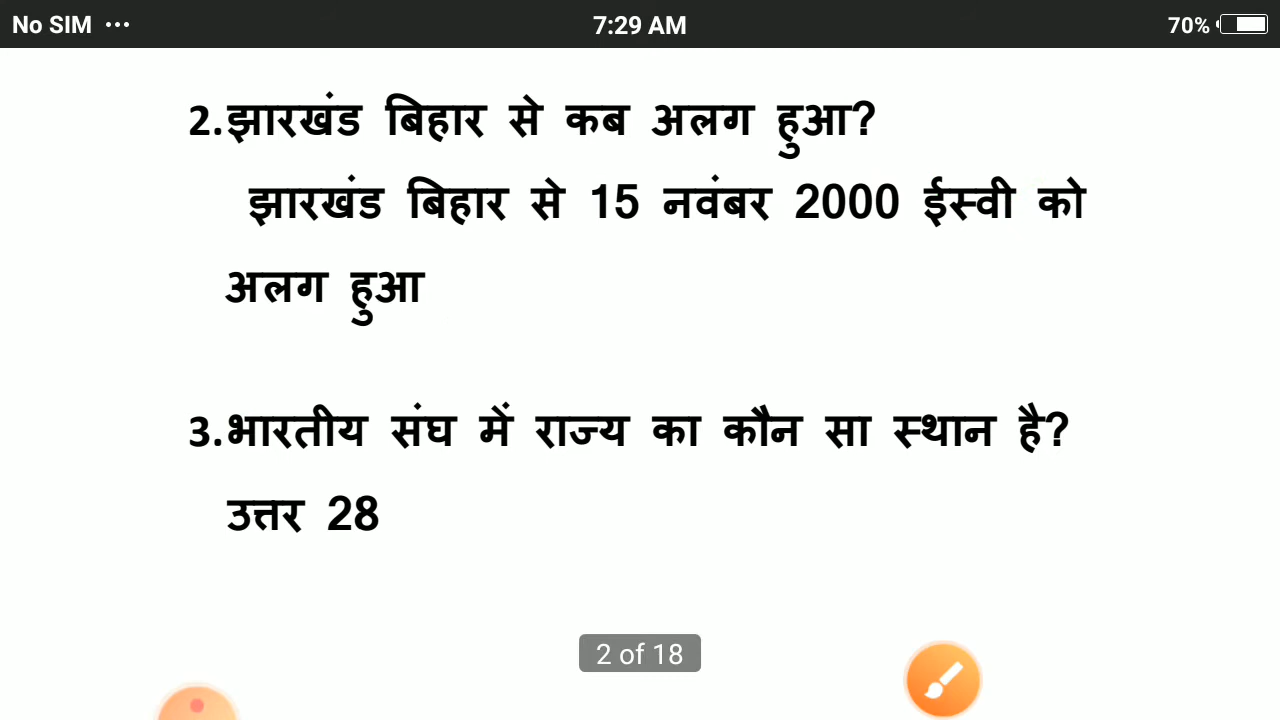 No SIM ••• 7:29 AM 70%
2.झारखंड बिहार से कब अलग हुआ?
झारखंड बिहार से 15 नवंबर 2000 ईस्वी को
अलग हुआ
3.भारतीय संघ में राज्य का कौन सा स्थान है?
उत्तर 28
2 of 18